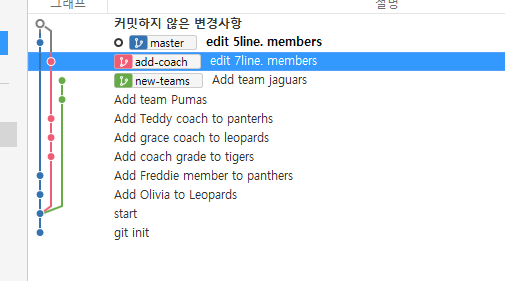 그래프 설명
커밋하지 않은 변경사항
master edit 5line. members
add-coach edit 7line. members
new-teams Add team jaguars
Add team Pumas
Add Teddy coach to panterhs
Add grace coach to leopards
Add coach grade to tigers
Add Freddie member to panthers
Add Olivia to Leopards
start
git init